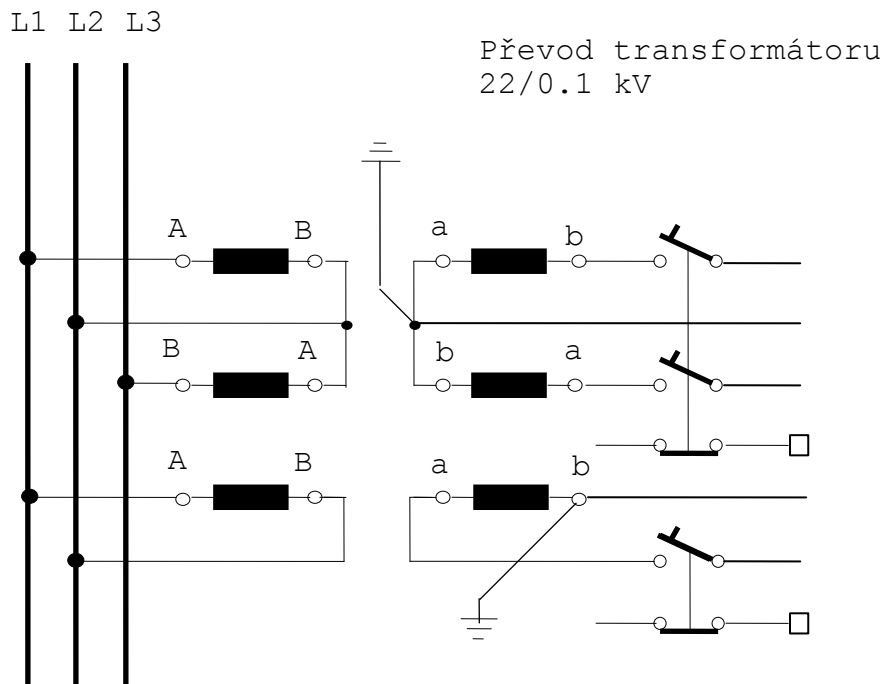 L1 L2 L3
Převod transformátoru
22/0.1 kV
A B a b
B A b a
A B a b